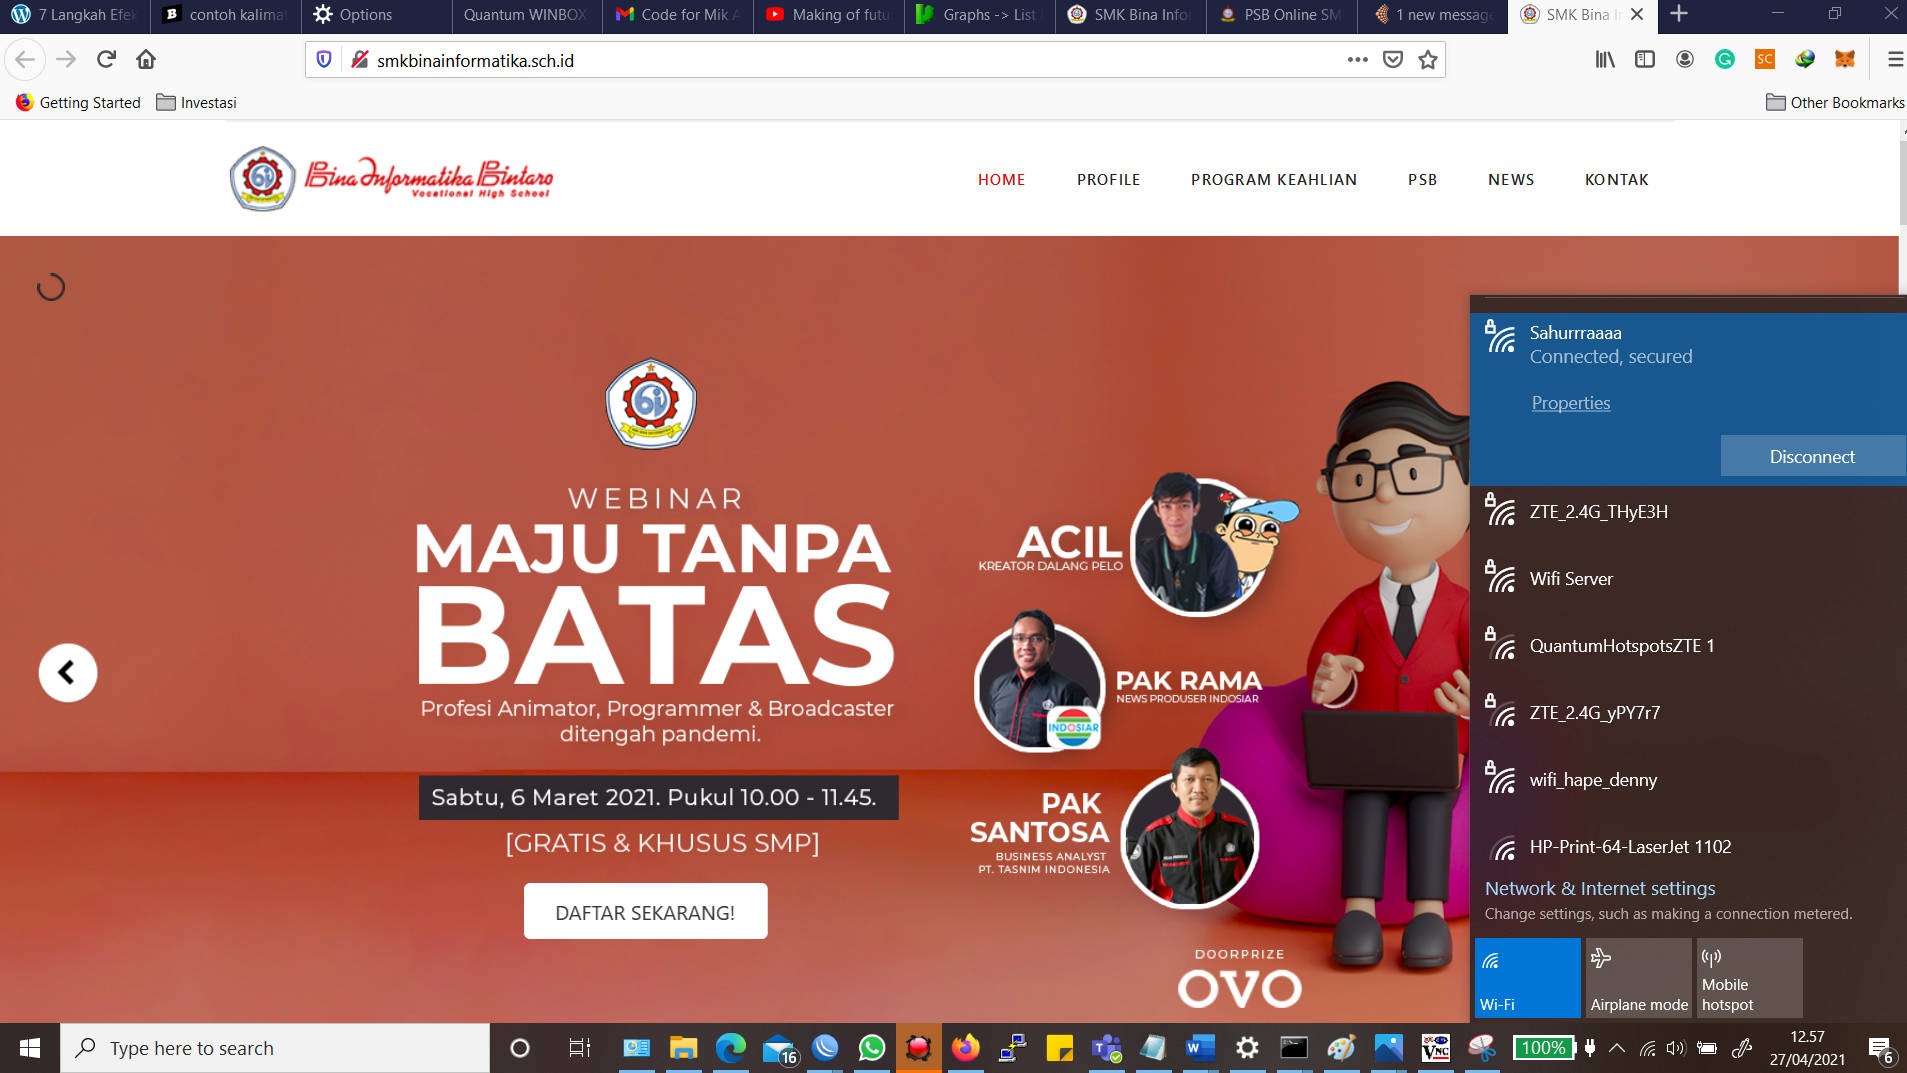 7 Langkah Efek
contoh kalimat
Options
Quantum WINBOX
Code for Mik
Making of futu
Graphs -> List
SMK Bina Infor
PSB Online SM
1 new message
SMK Bina In
smkbinainformatika.sch.id
SC
Getting Started
Investasi
Other Bookmarks
Bina Informatika Bintaro
Vocational High School
HOME
PROFILE
PROGRAM KEAHLIAN
PSB
NEWS
KONTAK
WEBINAR
MAJU TANPA
BATAS
Profesi Animator, Programmer & Broadcaster
ditengah pandemi.
Sabtu, 6 Maret 2021. Pukul 10.00 - 11.45.
[GRATIS & KHUSUS SMP]
DAFTAR SEKARANG!
ACIL
KREATOR DALANG PELO
PAK RAMA
NEWS PRODUSER INDOSIAR
INDOSIAR
PAK
SANTOSA
BUSINESS ANALYST
PT. TASNIM INDONESIA
DOORPRIZE
OVO
Sahurrraaaa
Connected, secured
Properties
Disconnect
ZTE_2.4G_THyE3H
Wifi Server
QuantumHotspotsZTE 1
ZTE_2.4G_yPY7r7
wifi_hape_denny
HP-Print-64-LaserJet 1102
Network & Internet settings
Change settings, such as making a connection metered.
Wi-Fi
Airplane mode
Mobile
hotspot
Type here to search
16
VNC
100%
12.57
27/04/2021
6